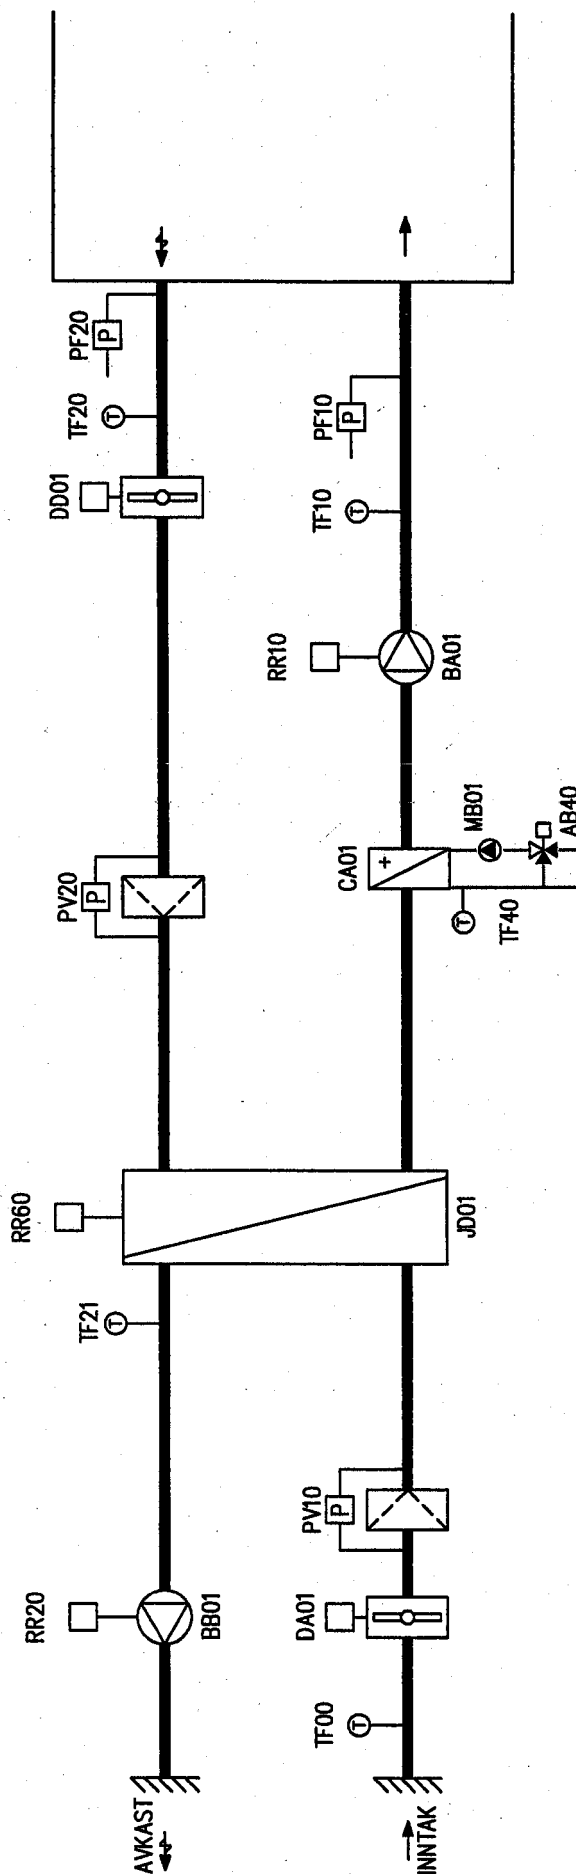 PF20
P
TF20
T
DD01
PF10
P
TF10
T
RR10
BA01
PV20
P
CA01
+
MB01
AB40
T
TF40
RR60
JD01
TF21
T
PV10
P
RR20
BB01
DA01
TF00
T
AVKAST
INNTAK